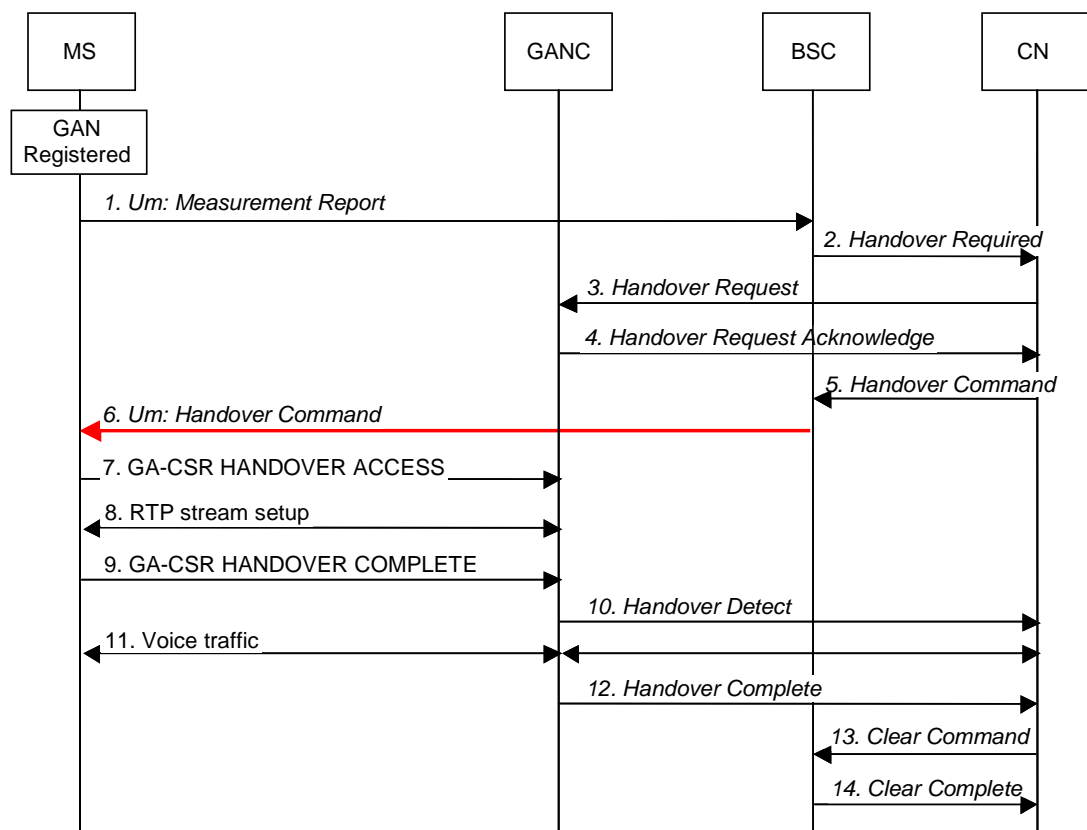 MS
GANC
BSC
CN
GAN
Registered
1. Um: Measurement Report
2. Handover Required
3. Handover Request
4. Handover Request Acknowledge
5. Handover Command
6. Um: Handover Command
7. GA-CSR HANDOVER ACCESS
8. RTP stream setup
9. GA-CSR HANDOVER COMPLETE
10. Handover Detect
11. Voice traffic
12. Handover Complete
13. Clear Command
14. Clear Complete